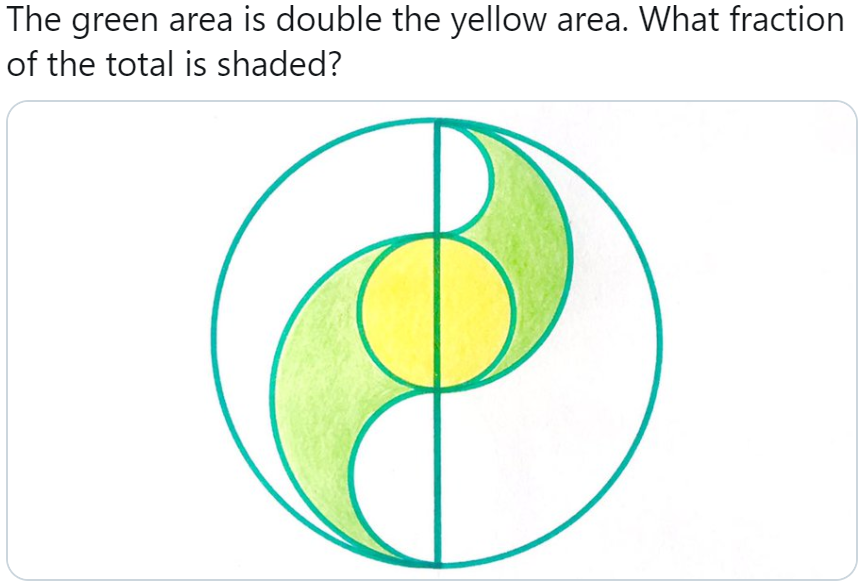 The green area is double the yellow area. What fraction
of the total is shaded?